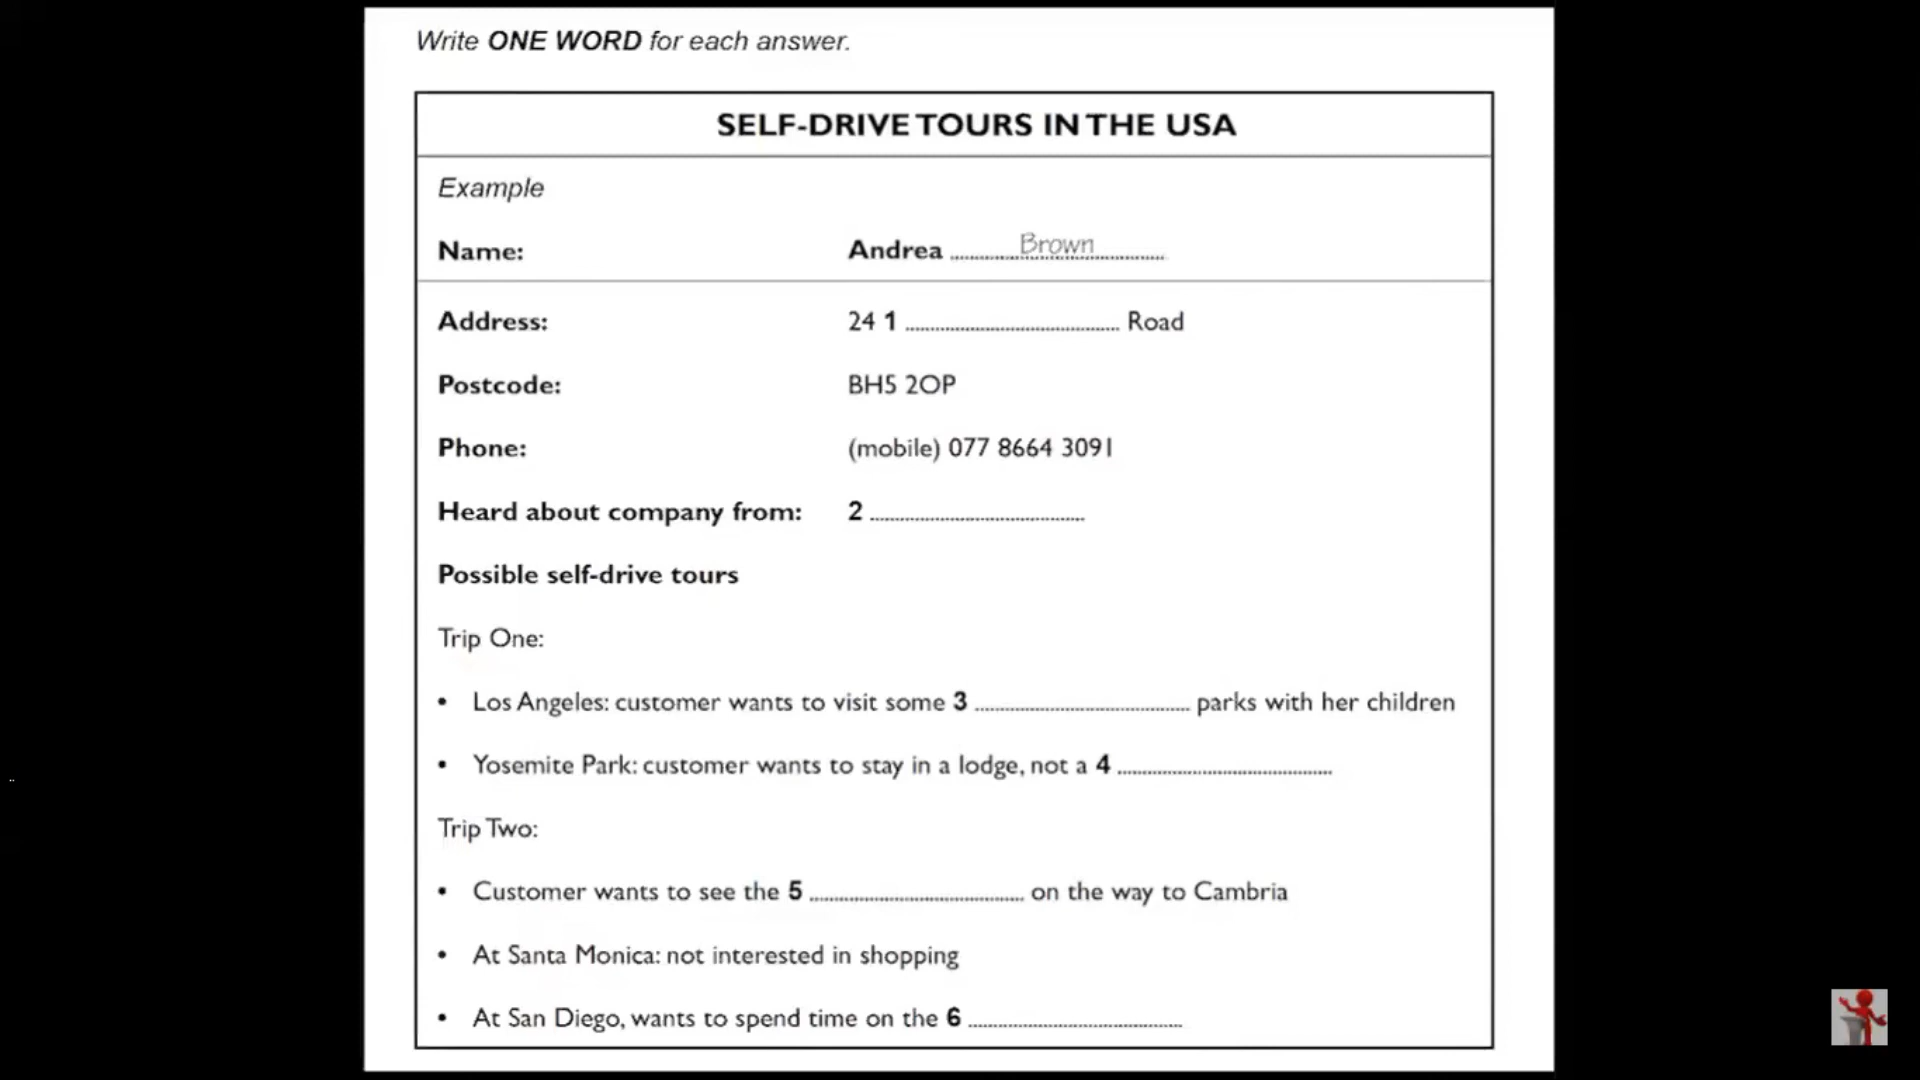 Write ONE WORD for each answer.
SELF-DRIVE TOURS IN THE USA
Example
Name: Andrea ........Brown........
Address: 24 1 ................ Road
Postcode: BH5 2OP
Phone: (mobile) 077 8664 3091
Heard about company from: 2 ................
Possible self-drive tours
Trip One:
• Los Angeles: customer wants to visit some 3 ................ parks with her children
• Yosemite Park: customer wants to stay in a lodge, not a 4 ................
Trip Two:
• Customer wants to see the 5 ................ on the way to Cambria
• At Santa Monica: not interested in shopping
• At San Diego, wants to spend time on the 6 ................